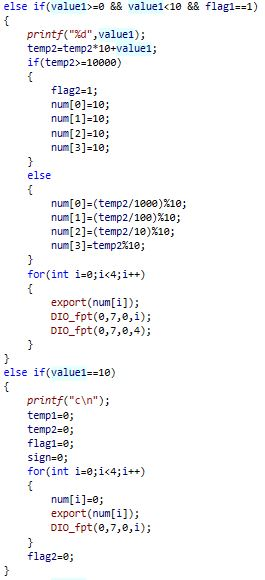 else if(value1>=0 && value1<10 && flag1==1)
{
printf("%d",value1);
temp2=temp2*10+value1;
if(temp2>=10000)
{
flag2=1;
num[0]=10;
num[1]=10;
num[2]=10;
num[3]=10;
}
else
{
num[0]=(temp2/1000)%10;
num[1]=(temp2/100)%10;
num[2]=(temp2/10)%10;
num[3]=temp2%10;
}
for(int i=0;i<4;i++)
{
export(num[i]);
DIO_fpt(0,7,0,i);
DIO_fpt(0,7,0,4);
}
}
else if(value1==10)
{
printf("c\n");
temp1=0;
temp2=0;
flag1=0;
sign=0;
for(int i=0;i<4;i++)
{
num[i]=0;
export(num[i]);
DIO_fpt(0,7,0,i);
}
flag2=0;
}